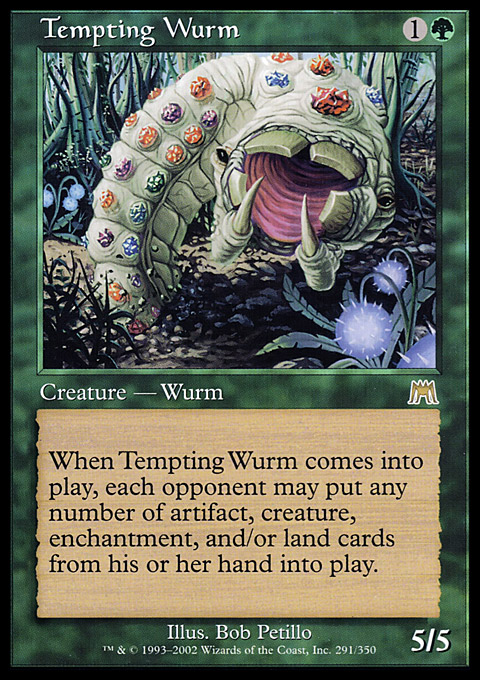 Tempting Wurm 1
Creature — Wurm
When Tempting Wurm comes into
play, each opponent may put any
number of artifact, creature,
enchantment, and/or land cards
from his or her hand into play.
Illus. Bob Petillo
™ & © 1993–2002 Wizards of the Coast, Inc. 291/350
5/5